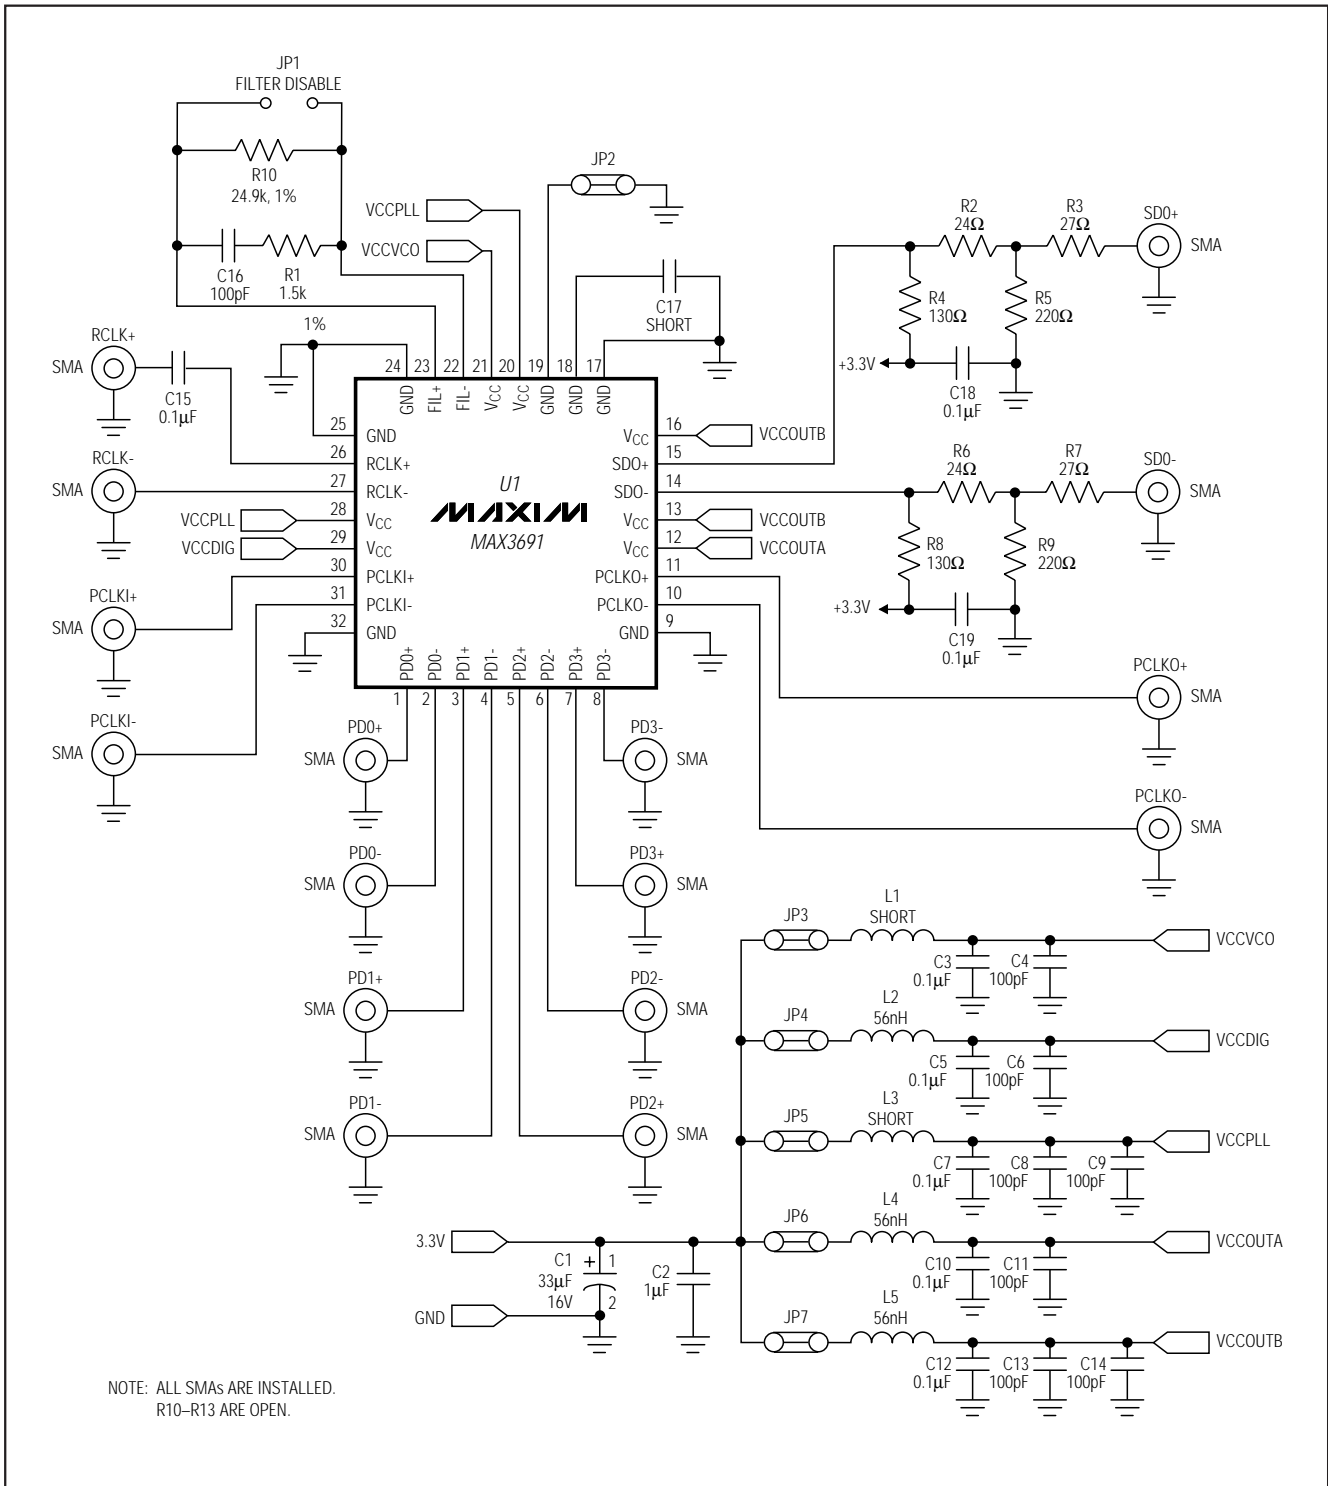 JP1
FILTER DISABLE
R10
24.9k, 1%
C16
100pF
R1
1.5k
VCCPLL
VCCVCO
JP2
C17
SHORT
1%
RCLK+
SMA
C15
0.1µF
RCLK-
SMA
VCCPLL
VCCDIG
PCLKI+
SMA
PCLKI-
SMA
24 23 22 21 20 19 18 17
GND FIL+ FIL- VCC VCC GND GND GND
25 GND
26 RCLK+
27 RCLK-
28 VCC
29 VCC
30 PCLKI+
31 PCLKI-
32 GND
U1
MAXIM
MAX3691
VCC 16
SDO+ 15
SDO- 14
VCC 13
VCC 12
PCLKO+ 11
PCLKO- 10
GND 9
PD0+ PD0- PD1+ PD1- PD2+ PD2- PD3+ PD3-
1 2 3 4 5 6 7 8
VCCOUTB
VCCOUTB
VCCOUTA
R2
24Ω
R3
27Ω
SD0+
SMA
R4
130Ω
R5
220Ω
+3.3V
C18
0.1µF
R6
24Ω
R7
27Ω
SD0-
SMA
R8
130Ω
R9
220Ω
+3.3V
C19
0.1µF
PCLKO+
SMA
PCLKO-
SMA
PD0+
SMA
PD3-
SMA
PD0-
SMA
PD3+
SMA
PD1+
SMA
PD2-
SMA
PD1-
SMA
PD2+
SMA
JP3
L1
SHORT
C3
0.1µF
C4
100pF
VCCVCO
JP4
L2
56nH
C5
0.1µF
C6
100pF
VCCDIG
JP5
L3
SHORT
C7
0.1µF
C8
100pF
C9
100pF
VCCPLL
JP6
L4
56nH
C10
0.1µF
C11
100pF
VCCOUTA
JP7
L5
56nH
C12
0.1µF
C13
100pF
C14
100pF
VCCOUTB
3.3V
GND
C1
33µF
16V
+ 1
2
C2
1µF
NOTE: ALL SMAs ARE INSTALLED.
R10–R13 ARE OPEN.